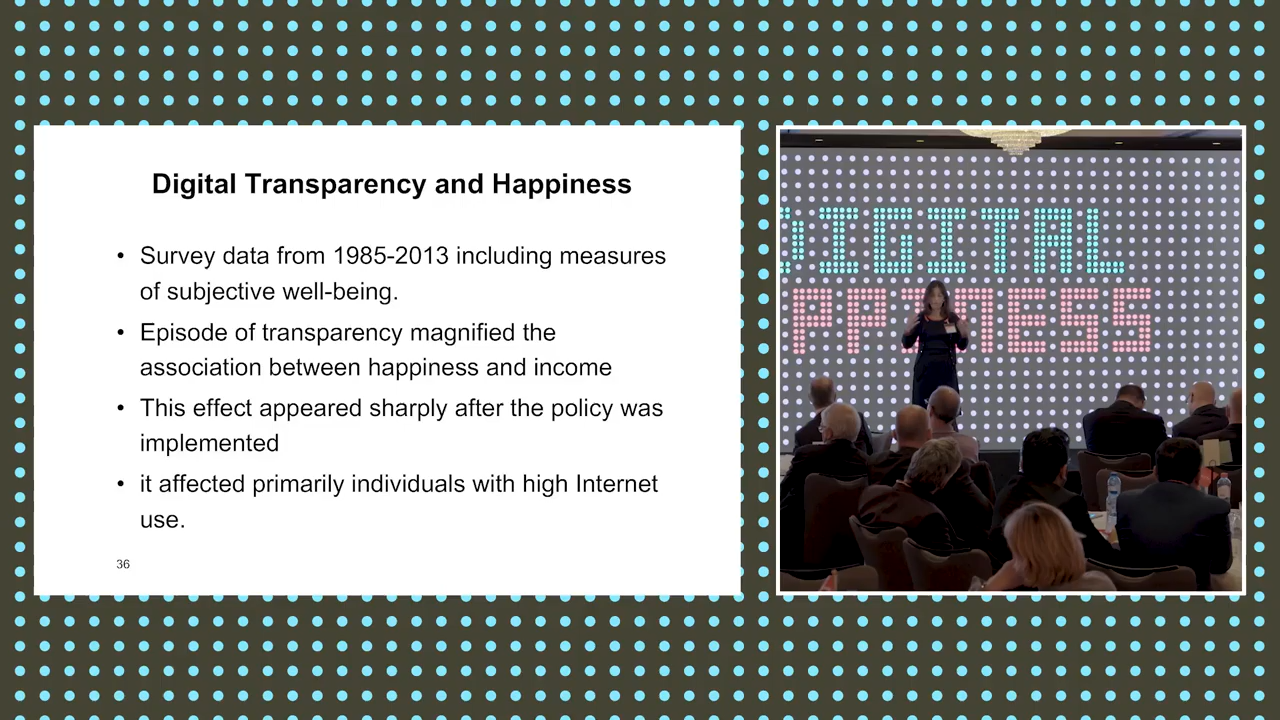 Digital Transparency and Happiness
• Survey data from 1985-2013 including measures
of subjective well-being.
• Episode of transparency magnified the
association between happiness and income
• This effect appeared sharply after the policy was
implemented
• it affected primarily individuals with high Internet
use.
36
DIGITAL
PPINESS